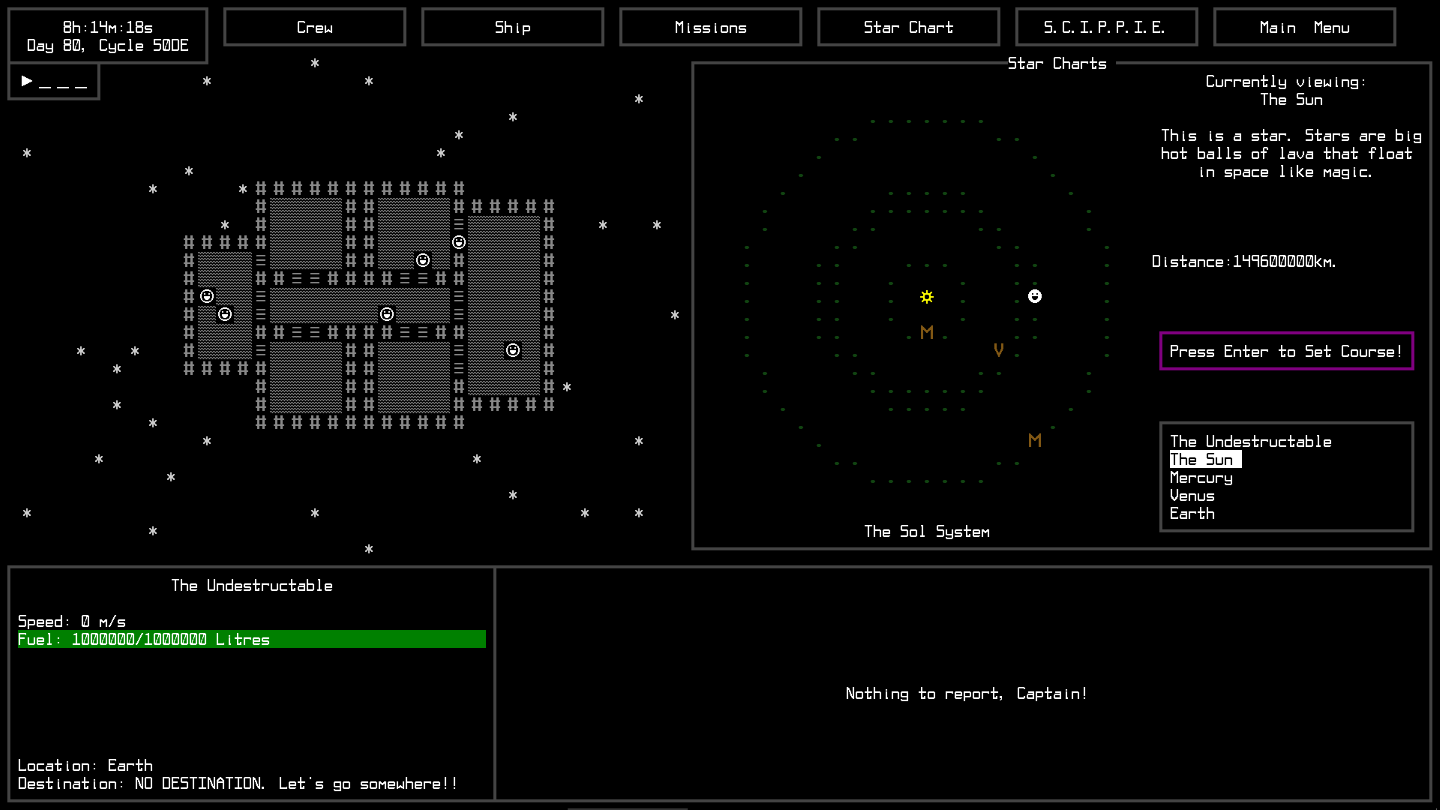 8h:14m:18s
Day 80, Cycle 50DE
Crew
Ship
Missions
Star Chart
S.C.I.P.P.I.E.
Main Menu
Star Charts
Currently viewing:
The Sun
This is a star. Stars are big
hot balls of lava that float
in space like magic.
Distance:149600000km.
M
V
M
Press Enter to Set Course!
The Undestructable
The Sun
Mercury
Venus
Earth
The Sol System
The Undestructable
Speed: 0 m/s
Fuel: 1000000/1000000 Litres
Location: Earth
Destination: NO DESTINATION. Let's go somewhere!!
Nothing to report, Captain!